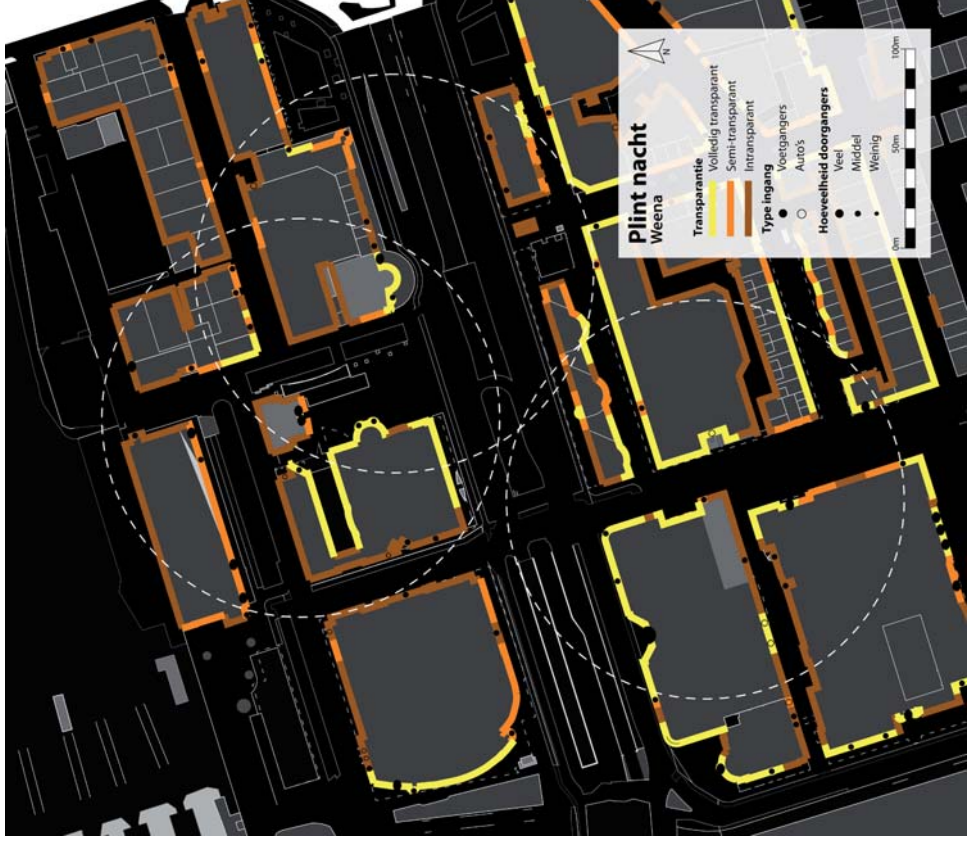 N
Plint nacht
Weena
Transparantie
Volledig transparant
Semi-transparant
Intransparant
Type ingang
Voetgangers
Auto's
Hoeveelheid doorgangers
Veel
Middel
Weinig
0m 50m 100m